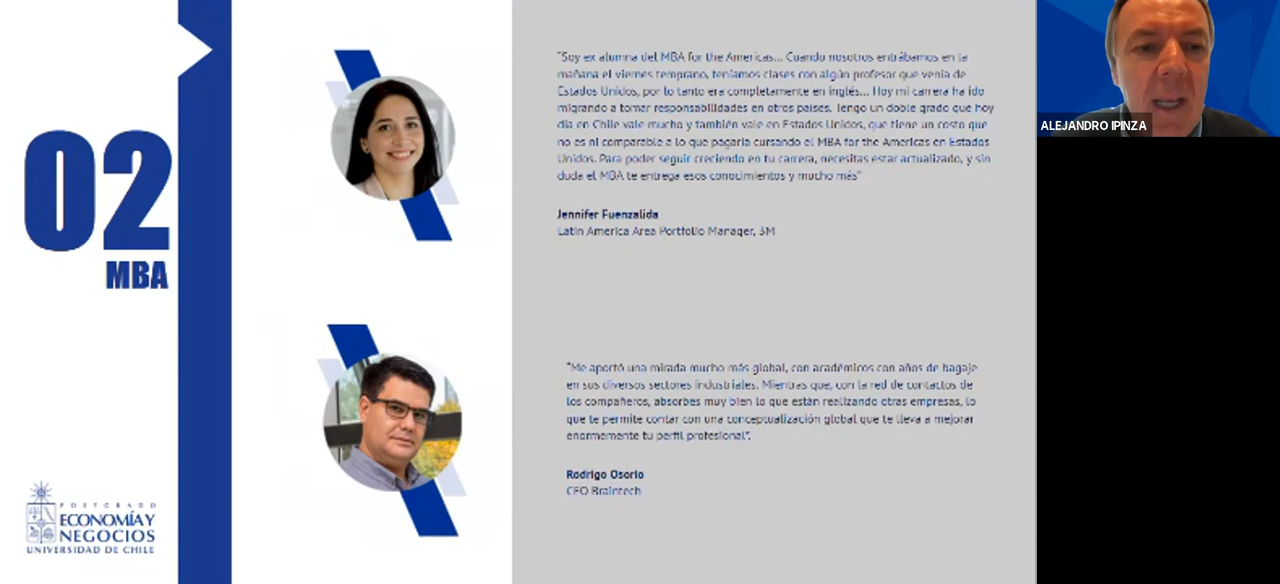 02
MBA
POSTGRADO
ECONOMÍA Y
NEGOCIOS
UNIVERSIDAD DE CHILE
"Soy ex alumna del MBA for the Americas... Cuando nosotros entrábamos en la
mañana el viernes temprano, teníamos clases con algún profesor que venía de
Estados Unidos, por lo tanto era completamente en inglés... Hoy mi carrera ha ido
migrando a tomar responsabilidades en otros países. Tengo un doble grado que hoy
día en Chile vale mucho y también vale en Estados Unidos, que tiene un costo que
no es ni comparable a lo que pagaría cursando el MBA for the Americas en Estados
Unidos. Para poder seguir creciendo en tu carrera, necesitas estar actualizado, y sin
duda el MBA te entrega esos conocimientos y mucho más"
Jennifer Fuenzalida
Latin America Area Portfolio Manager, 3M
"Me aportó una mirada mucho más global, con académicos con años de bagaje
en sus diversos sectores industriales. Mientras que, con la red de contactos de
los compañeros, absorbes muy bien lo que están realizando otras empresas, lo
que te permite contar con una conceptualización global que te lleva a mejorar
enormemente tu perfil profesional".
Rodrigo Osorio
CEO Braintech
ALEJANDRO IPINZA